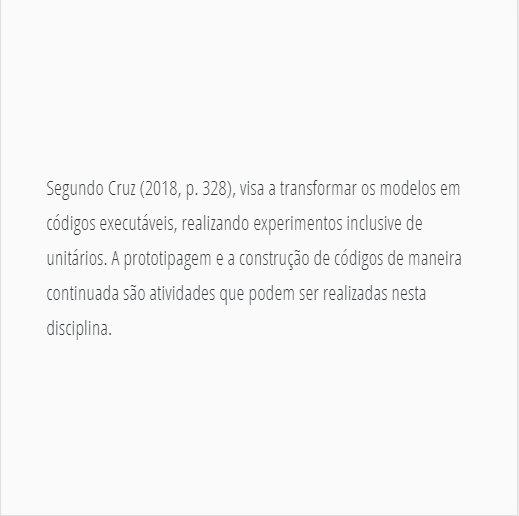 Segundo Cruz (2018, p. 328), visa a transformar os modelos em
códigos executáveis, realizando experimentos inclusive de
unitários. A prototipagem e a construção de códigos de maneira
continuada são atividades que podem ser realizadas nesta
disciplina.